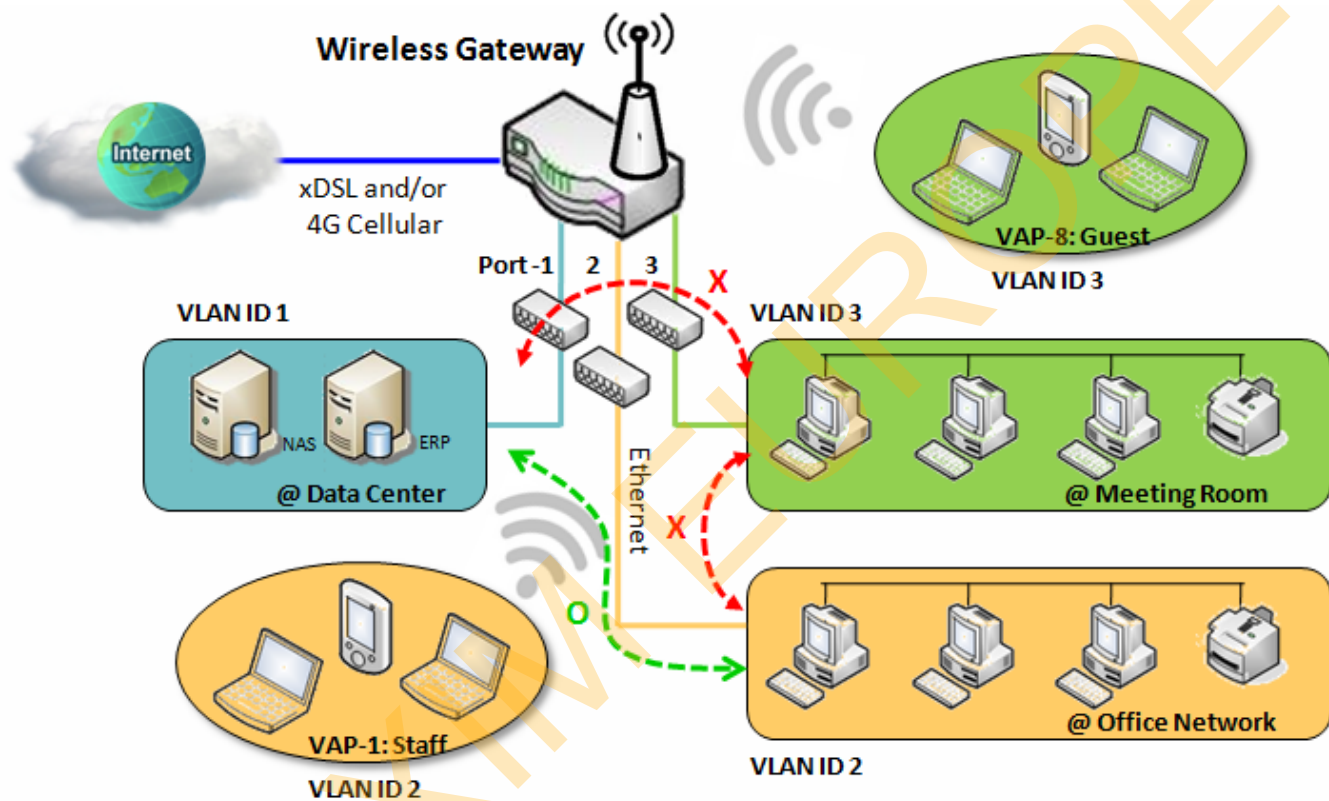 Wireless Gateway
Internet
xDSL and/or
4G Cellular
VAP-8: Guest
VLAN ID 3
Port -1
2
3
X
VLAN ID 1
VLAN ID 3
NAS
ERP
@ Data Center
@ Meeting Room
Ethernet
X
O
@ Office Network
VAP-1: Staff
VLAN ID 2
VLAN ID 2